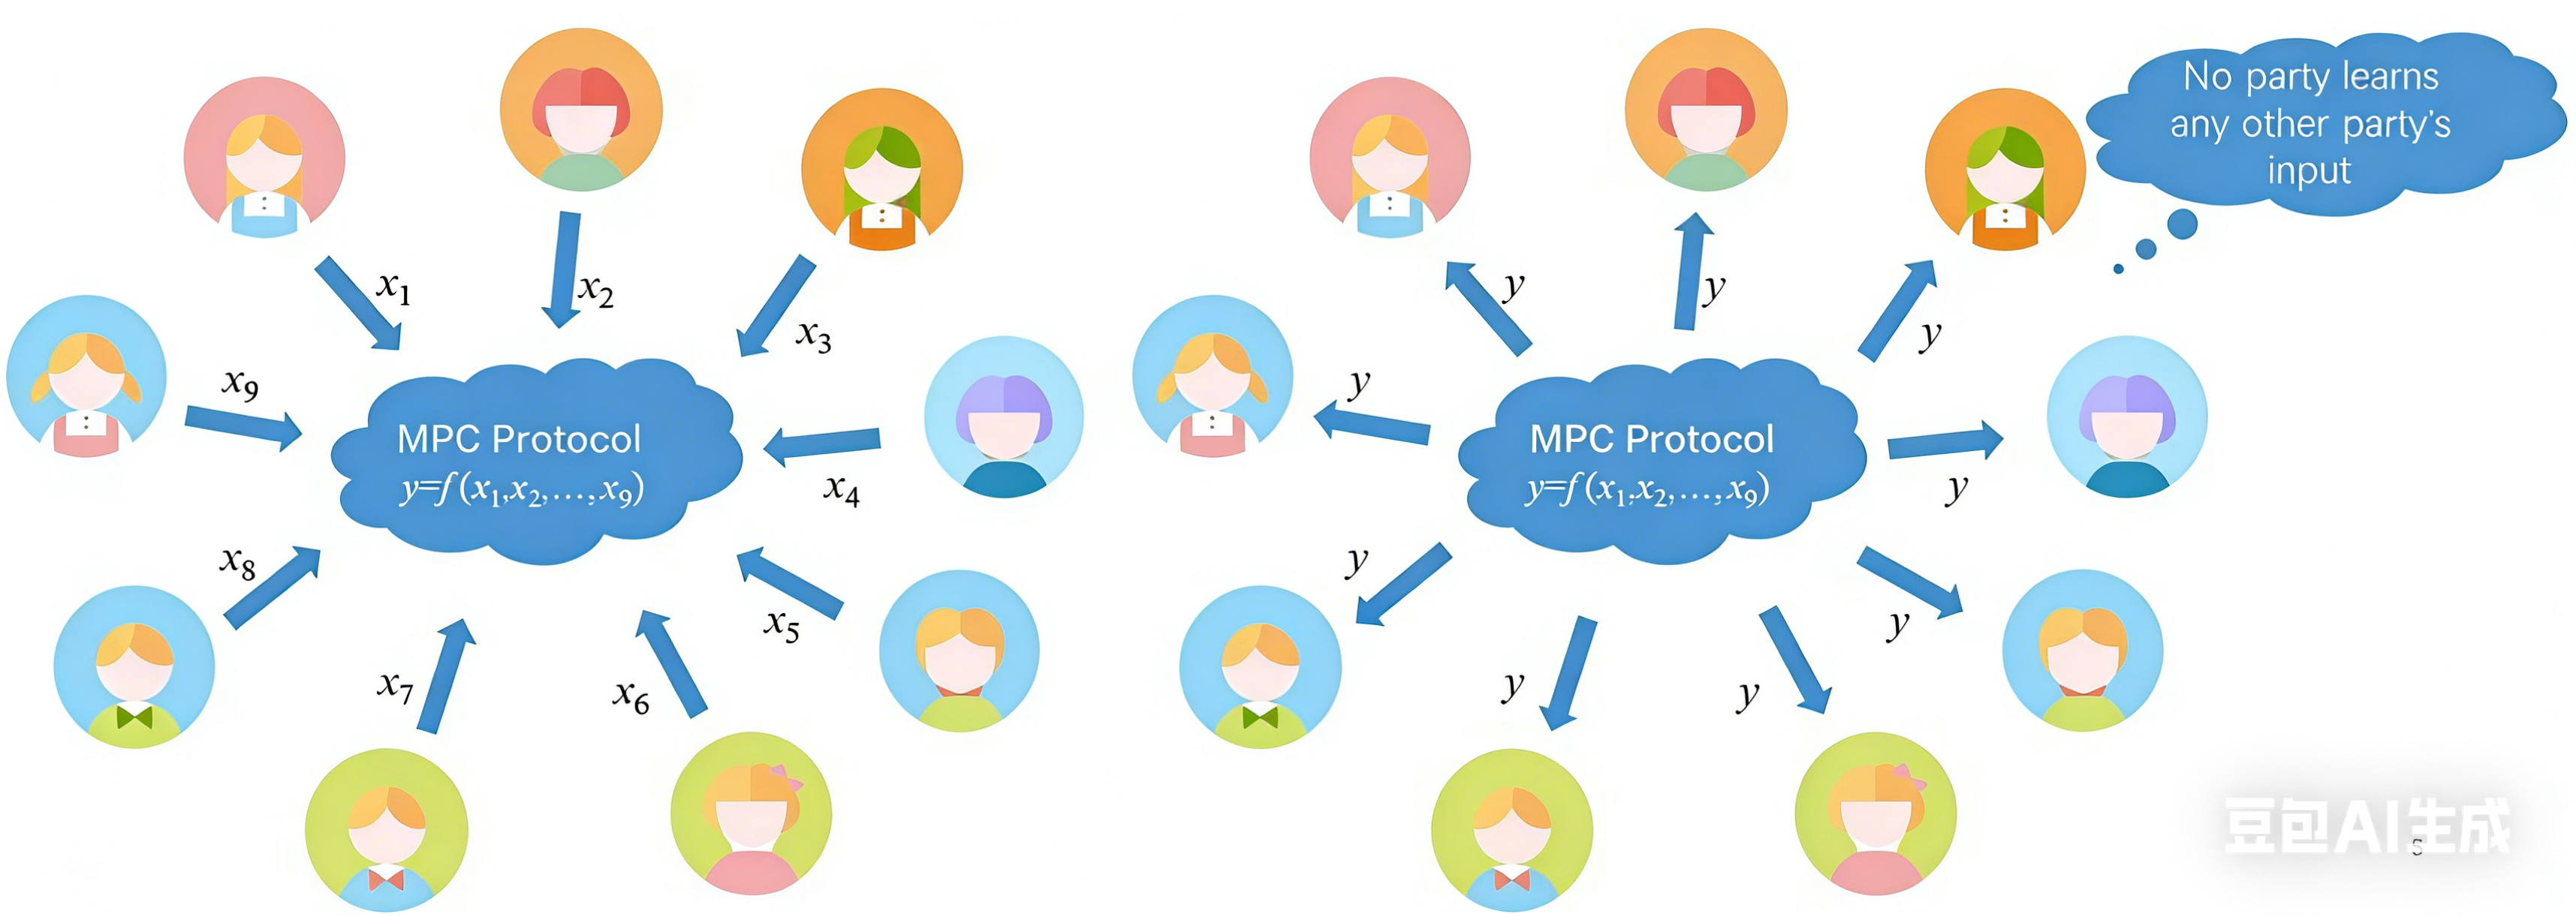 x1
x2
x3
x9
MPC Protocol
y=f(x1,x2,...,x9)
x4
x8
x5
x7
x6
No party learns
any other party's
input
y
y
y
y
MPC Protocol
y=f(x1,x2,...,x9)
y
y
y
y
y
豆包AI生成
5